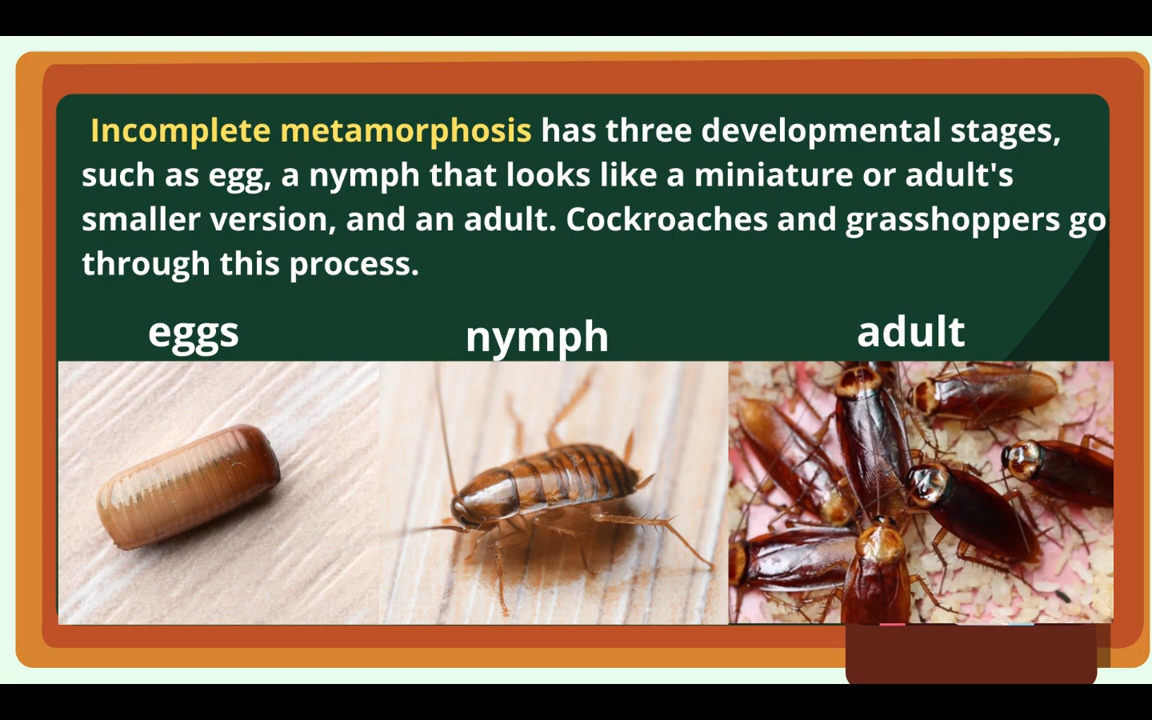 Incomplete metamorphosis has three developmental stages,
such as egg, a nymph that looks like a miniature or adult's
smaller version, and an adult. Cockroaches and grasshoppers go
through this process.
eggs nymph adult